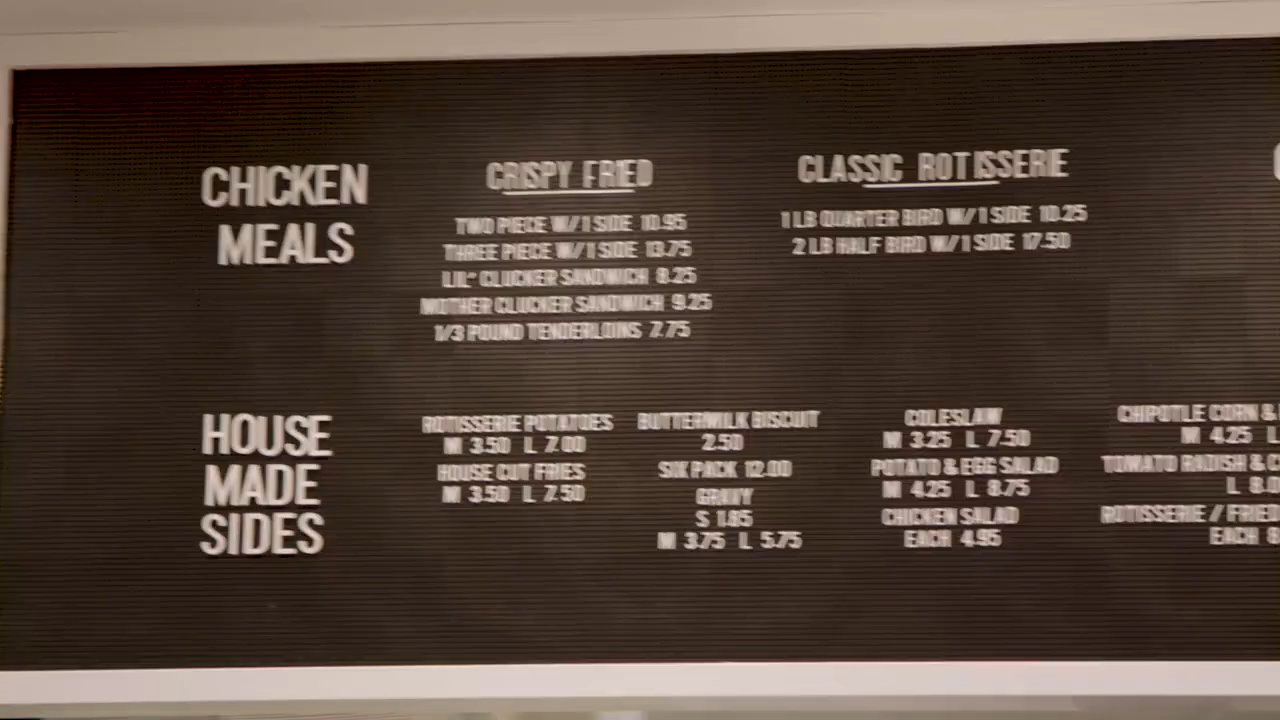 CHICKEN
MEALS
CRISPY FRIED
TWO PIECE W/1 SIDE 10.95
THREE PIECE W/1 SIDE 13.75
LIL' CLUCKER SANDWICH 8.25
MOTHER CLUCKER SANDWICH 9.25
1/3 POUND TENDERLOINS 7.75
CLASSIC ROTISSERIE
1 LB QUARTER BIRD W/1 SIDE 10.25
2 LB HALF BIRD W/1 SIDE 17.50
HOUSE
MADE
SIDES
ROTISSERIE POTATOES
M 3.50 L 7.00
HOUSE CUT FRIES
M 3.50 L 7.50
BUTTERMILK BISCUIT
2.50
SIX PACK 12.00
GRAVY
S 1.85
M 3.75 L 5.75
COLESLAW
M 3.25 L 7.50
POTATO & EGG SALAD
M 4.25 L 8.75
CHICKEN SALAD
EACH 4.95
CHIPOTLE CORN &
M 4.25 L
TOMATO RADISH &
L 8.0
ROTISSERIE / FRIED
EACH